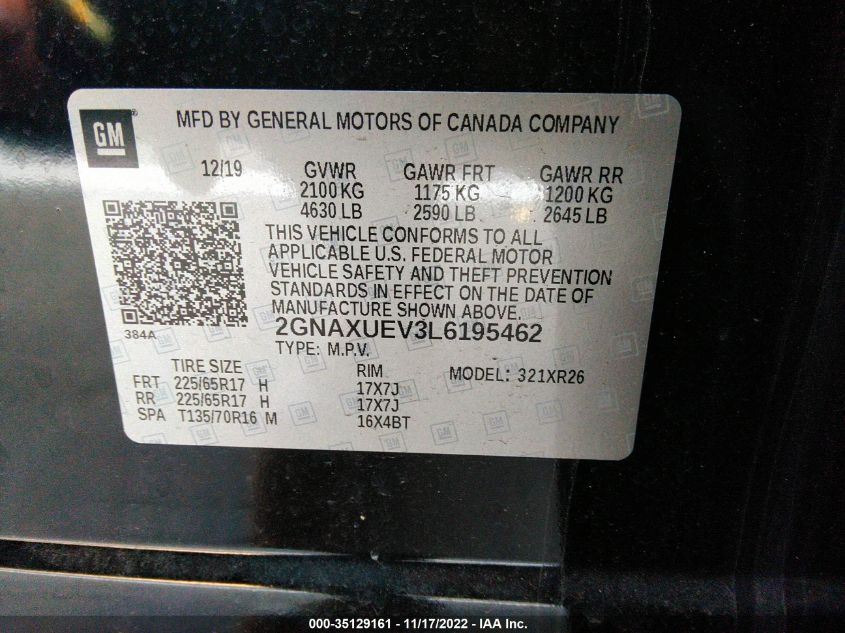 GM ®
MFD BY GENERAL MOTORS OF CANADA COMPANY
12/19 GVWR GAWR FRT GAWR RR
2100 KG 1175 KG 1200 KG
4630 LB 2590 LB 2645 LB
THIS VEHICLE CONFORMS TO ALL
APPLICABLE U.S. FEDERAL MOTOR
VEHICLE SAFETY AND THEFT PREVENTION
STANDARDS IN EFFECT ON THE DATE OF
MANUFACTURE SHOWN ABOVE.
384A
2GNAXUEV3L6195462
TYPE: M.P.V.
TIRE SIZE RIM MODEL: 321XR26
FRT 225/65R17 H 17X7J
RR 225/65R17 H 17X7J
SPA T135/70R16 M 16X4BT
000-35129161 - 11/17/2022 - IAA Inc.